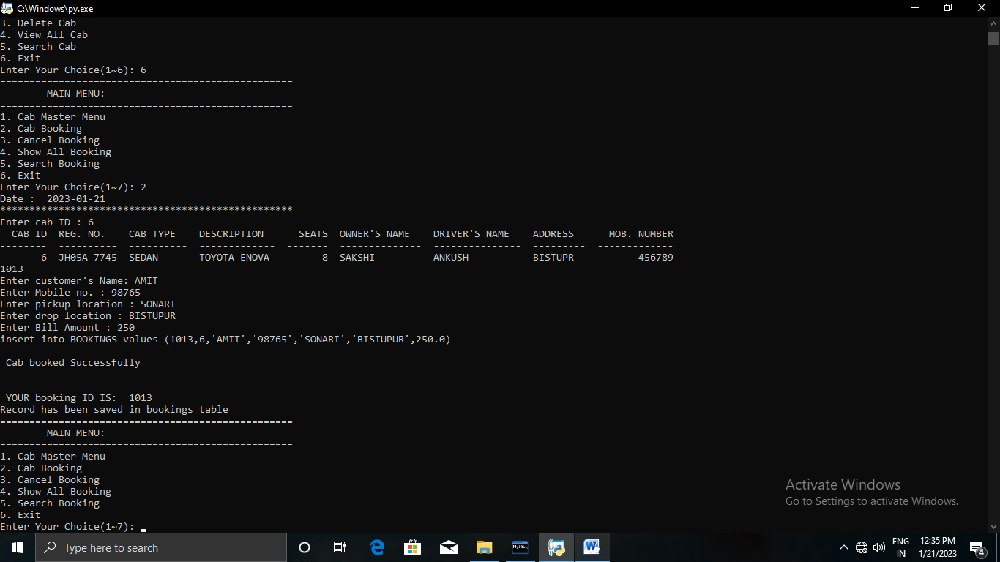 C:\Windows\py.exe
3. Delete Cab
4. View All Cab
5. Search Cab
6. Exit
Enter Your Choice(1~6): 6
==================================================
        MAIN MENU:
==================================================
1. Cab Master Menu
2. Cab Booking
3. Cancel Booking
4. Show All Booking
5. Search Booking
6. Exit
Enter Your Choice(1~7): 2
Date :  2023-01-21
**************************************************
Enter cab ID : 6
  CAB ID  REG. NO.    CAB TYPE    DESCRIPTION      SEATS  OWNER'S NAME    DRIVER'S NAME    ADDRESS      MOB. NUMBER
--------  ----------  ----------  -------------  -------  --------------  ---------------  ---------  -------------
       6  JH05A 7745  SEDAN       TOYOTA ENOVA         8  SAKSHI          ANKUSH           BISTUPR           456789
1013
Enter customer's Name: AMIT
Enter Mobile no. : 98765
Enter pickup location : SONARI
Enter drop location : BISTUPUR
Enter Bill Amount : 250
insert into BOOKINGS values (1013,6,'AMIT','98765','SONARI','BISTUPUR',250.0)
 Cab booked Successfully
 YOUR booking ID IS:  1013
Record has been saved in bookings table
==================================================
        MAIN MENU:
==================================================
1. Cab Master Menu
2. Cab Booking
3. Cancel Booking
4. Show All Booking
5. Search Booking
6. Exit
Enter Your Choice(1~7):
Activate Windows
Go to Settings to activate Windows.
Type here to search
MySQL
ENG
IN
12:35 PM
1/21/2023
4